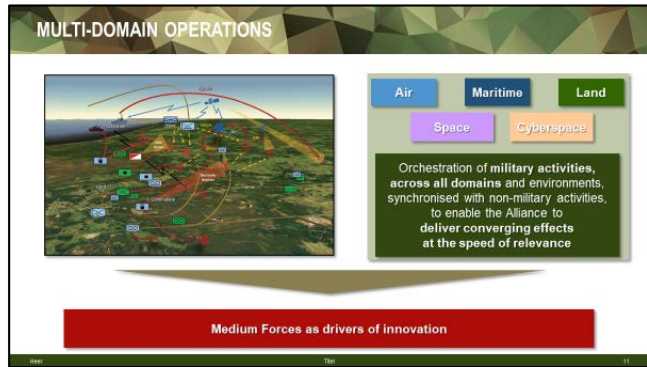 MULTI-DOMAIN OPERATIONS
Air
Maritime
Land
Space
Cyberspace
Orchestration of military activities,
across all domains and environments,
synchronised with non-military activities,
to enable the Alliance to
deliver converging effects
at the speed of relevance
Medium Forces as drivers of innovation
Heer
Titel
11